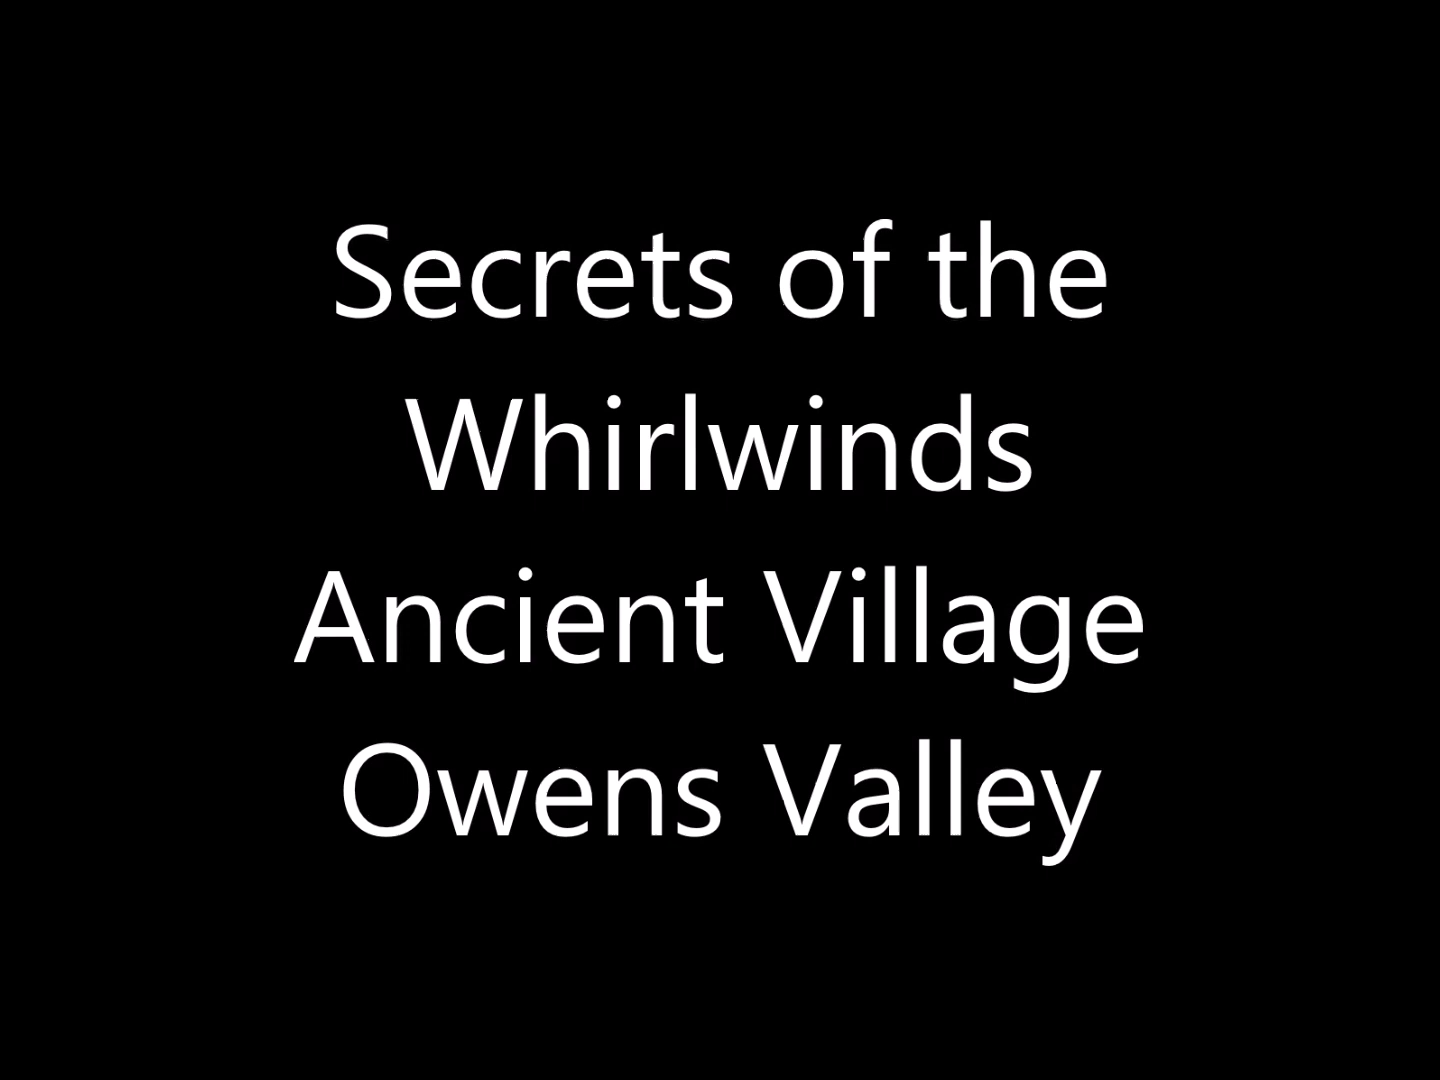 Secrets of the
Whirlwinds
Ancient Village
Owens Valley